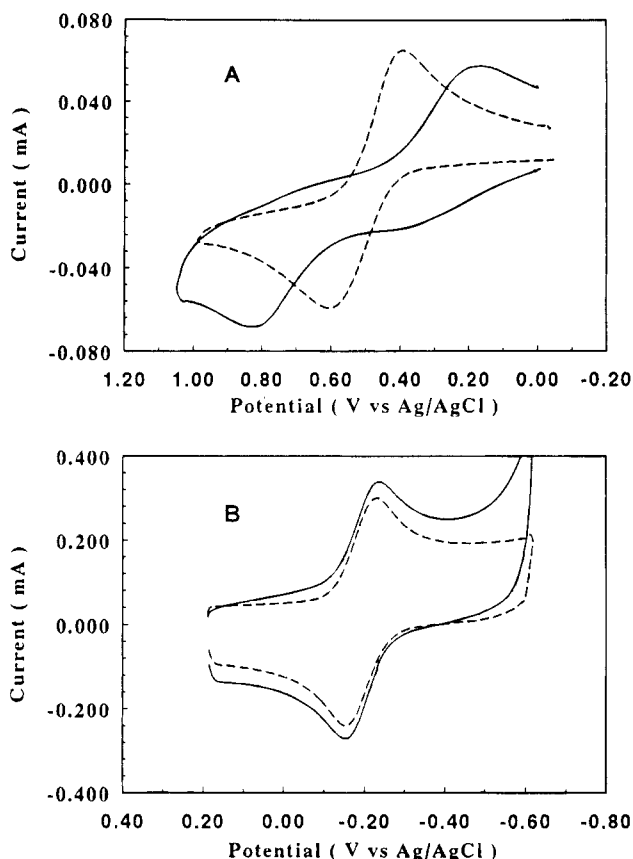 0.080
A
0.040
0.000
-0.040
-0.080
Current ( mA )
1.20 1.00 0.80 0.60 0.40 0.20 0.00 -0.20
Potential ( V vs Ag/AgCl )
0.400
B
0.200
0.000
-0.200
-0.400
Current ( mA )
0.40 0.20 0.00 -0.20 -0.40 -0.60 -0.80
Potential ( V vs Ag/AgCl )